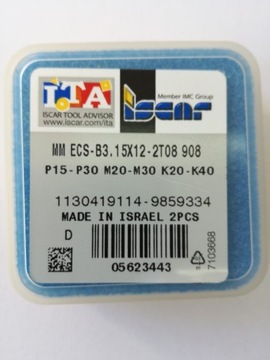 ITA
ISCAR TOOL ADVISOR
www.iscar.com/ita
Member IMC Group
iscar
MM ECS-B3.15X12-2T08 908
P15-P30 M20-M30 K20-K40
1130419114-9859334
MADE IN ISRAEL 2PCS
D
05623443
7103668